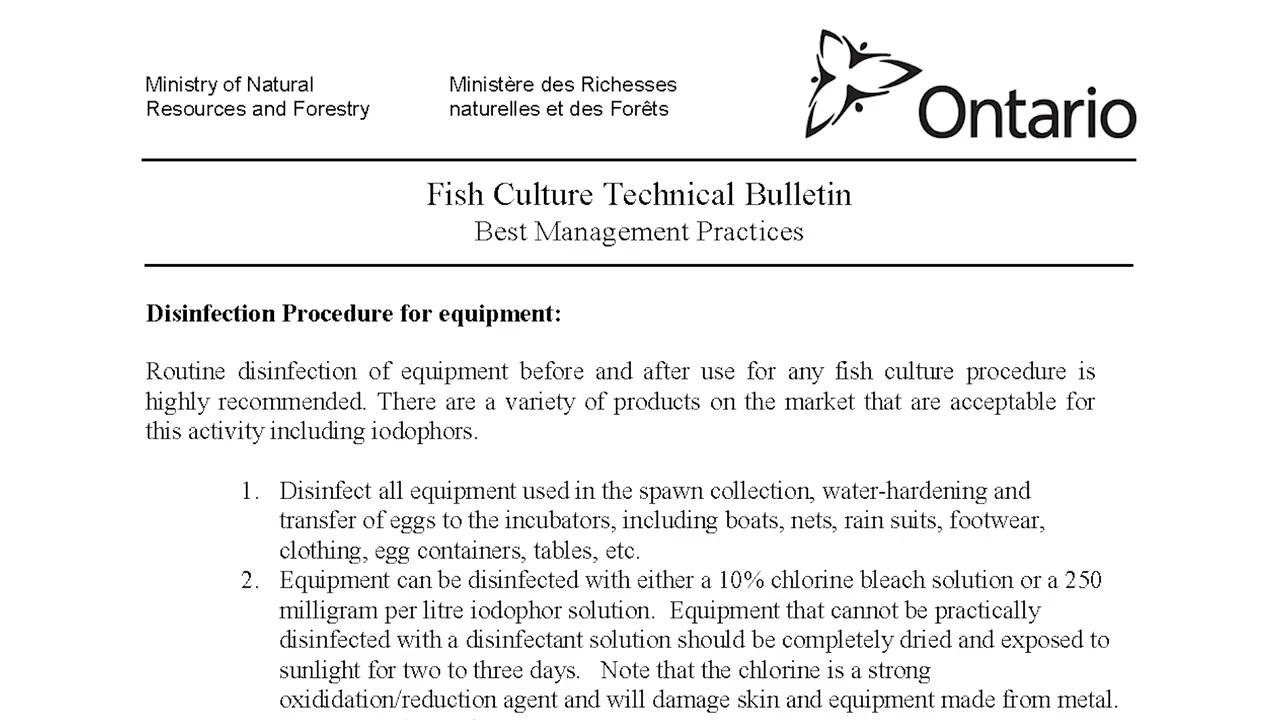 Ministry of Natural
Resources and Forestry
Ministère des Richesses
naturelles et des Forêts
Ontario
Fish Culture Technical Bulletin
Best Management Practices
Disinfection Procedure for equipment:
Routine disinfection of equipment before and after use for any fish culture procedure is
highly recommended. There are a variety of products on the market that are acceptable for
this activity including iodophors.
1. Disinfect all equipment used in the spawn collection, water-hardening and
transfer of eggs to the incubators, including boats, nets, rain suits, footwear,
clothing, egg containers, tables, etc.
2. Equipment can be disinfected with either a 10% chlorine bleach solution or a 250
milligram per litre iodophor solution. Equipment that cannot be practically
disinfected with a disinfectant solution should be completely dried and exposed to
sunlight for two to three days. Note that the chlorine is a strong
oxididation/reduction agent and will damage skin and equipment made from metal.